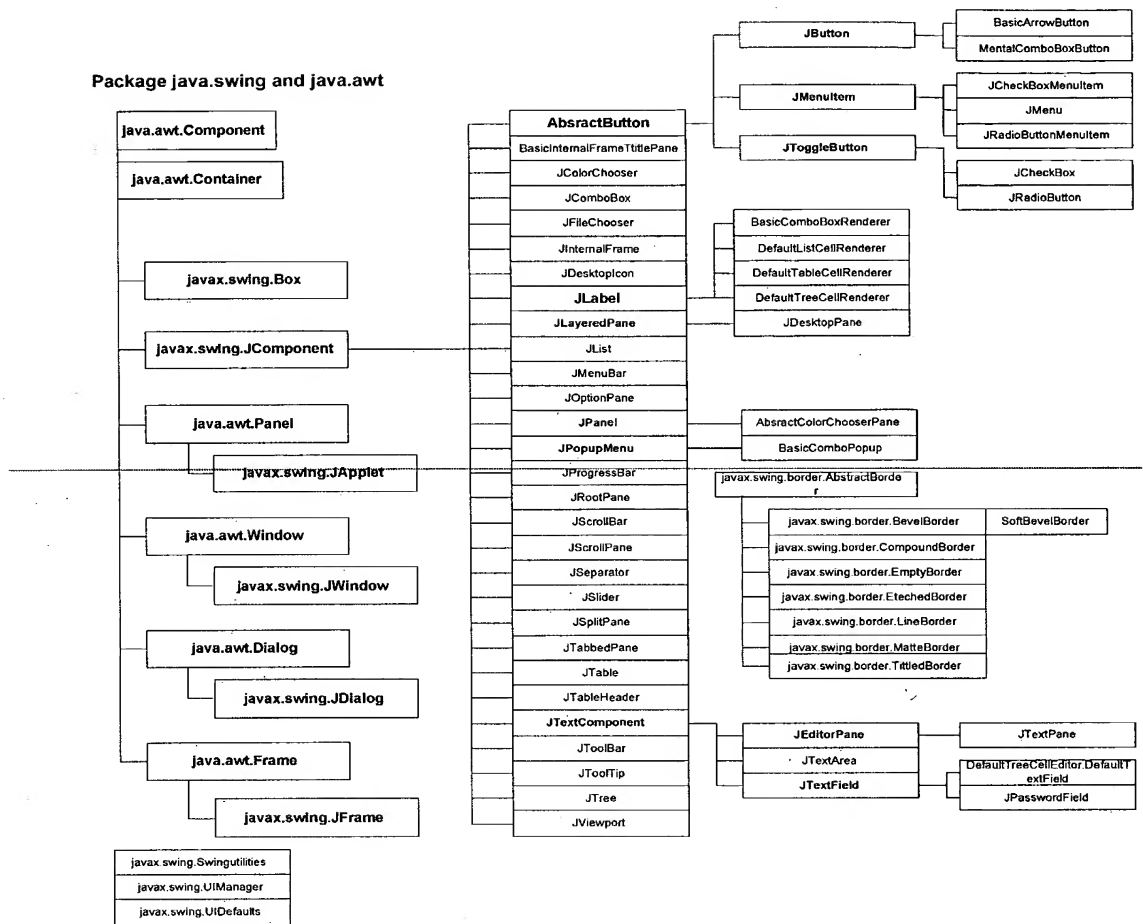 Package java.swing and java.awt
java.awt.Component
java.awt.Container
javax.swing.Box
javax.swing.JComponent
java.awt.Panel
javax.swing.JApplet
java.awt.Window
javax.swing.JWindow
java.awt.Dialog
javax.swing.JDialog
java.awt.Frame
javax.swing.JFrame
javax.swing.Swingutilities
javax.swing.UIManager
javax.swing.UIDefaults
AbsractButton
BasicInternalFrameTtitlePane
JColorChooser
JComboBox
JFileChooser
JInternalFrame
JDesktopIcon
JLabel
JLayeredPane
JList
JMenuBar
JOptionPane
JPanel
JPopupMenu
JProgressBar
JRootPane
JScrollBar
JScrollPane
JSeparator
JSlider
JSplitPane
JTabbedPane
JTable
JTableHeader
JTextComponent
JToolBar
JToolTip
JTree
JViewport
JButton
BasicArrowButton
MentalComboBoxButton
JMenuItem
JCheckBoxMenuItem
JMenu
JRadioButtonMenuItem
JToggleButton
JCheckBox
JRadioButton
BasicComboBoxRenderer
DefaultListCellRenderer
DefaultTableCellRenderer
DefaultTreeCellRenderer
JDesktopPane
AbsractColorChooserPane
BasicComboPopup
javax.swing.border.AbstractBorde
r
javax.swing.border.BevelBorder
SoftBevelBorder
javax.swing.border.CompoundBorder
javax.swing.border.EmptyBorder
javax.swing.border.EtechedBorder
javax.swing.border.LineBorder
javax.swing.border.MatteBorder
javax.swing.border.TittledBorder
JEditorPane
JTextPane
JTextArea
JTextField
DefaultTreeCellEditor.DefaultT
extField
JPasswordField